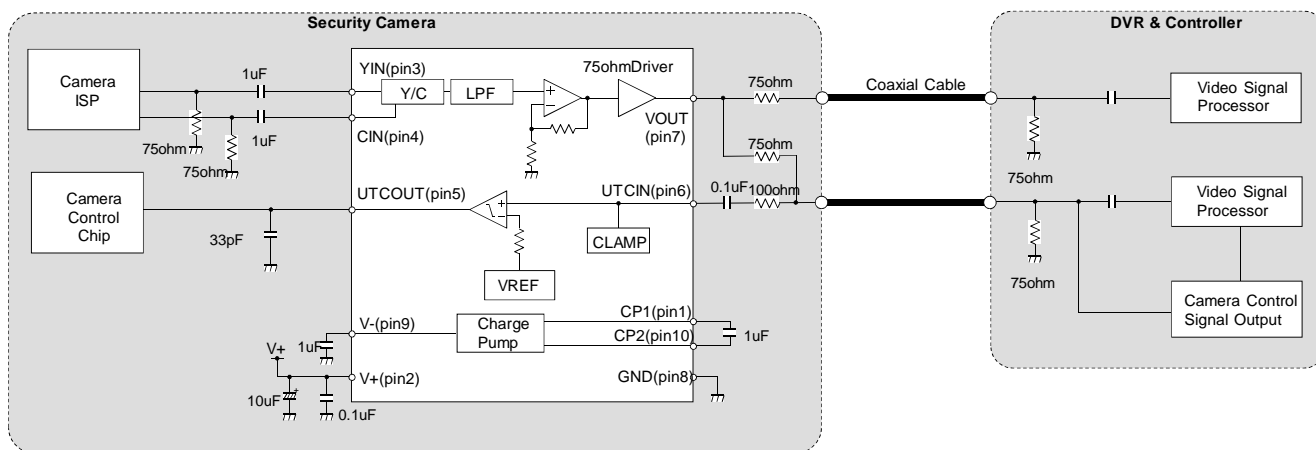 Security Camera
DVR & Controller
Camera
ISP
1uF
1uF
75ohm
75ohm
YIN(pin3)
Y/C
LPF
CIN(pin4)
75ohmDriver
VOUT
(pin7)
75ohm
75ohm
Coaxial Cable
75ohm
Video Signal
Processor
Camera
Control
Chip
33pF
UTCOUT(pin5)
UTCIN(pin6)
0.1uF
100ohm
CLAMP
VREF
75ohm
Video Signal
Processor
Camera Control
Signal Output
V-(pin9)
1uF
Charge
Pump
CP1(pin1)
CP2(pin10)
1uF
V+
V+(pin2)
10uF
+
0.1uF
GND(pin8)